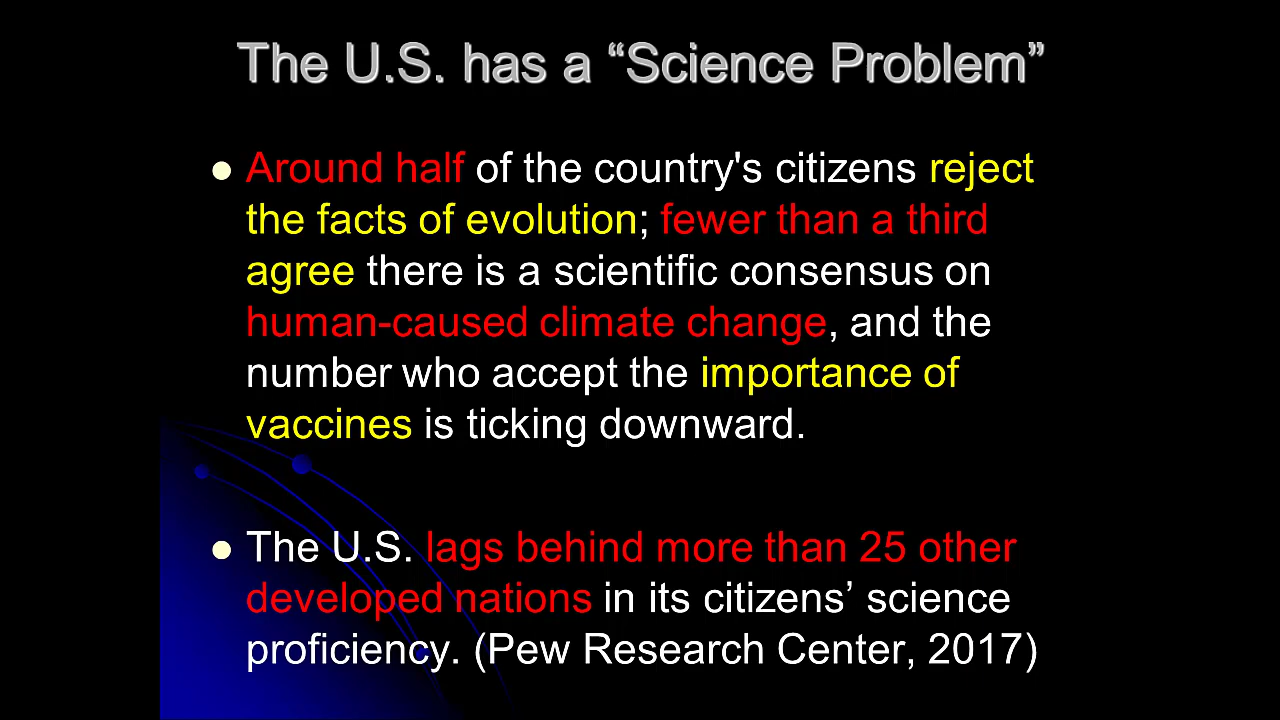 The U.S. has a “Science Problem”
● Around half of the country's citizens reject
the facts of evolution; fewer than a third
agree there is a scientific consensus on
human-caused climate change, and the
number who accept the importance of
vaccines is ticking downward.
● The U.S. lags behind more than 25 other
developed nations in its citizens’ science
proficiency. (Pew Research Center, 2017)